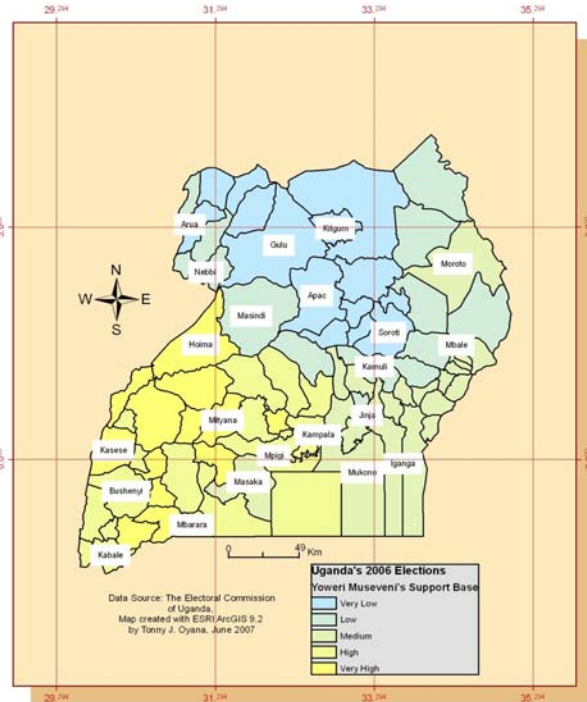 29.294 31.294 33.294 35.294
Arua
Kilgum
Gulu
Moroto
Nebbi
N
W E
S
Apac
Masindi
Soroti
Hoima
Mbale
Kamuli
Jinja
Mityana
Kampala
Kasese
Mpigi
Iganga
Mukono
Masaka
Bushenyi
Mbarara
Kabale
0 49 Km
Data Source: The Electoral Commission
of Uganda.
Map created with ESRI ArcGIS 9.2
by Tonny J. Oyana, June 2007
Uganda's 2006 Elections
Yoweri Museveni's Support Base
Very Low
Low
Medium
High
Very High
29.294 31.294 33.294 35.294